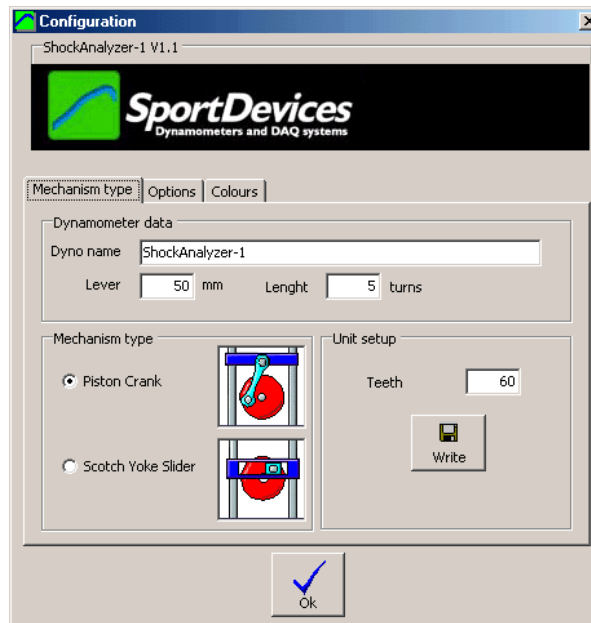 Configuration
ShockAnalyzer-1 V1.1
SportDevices
Dynamometers and DAQ systems
Mechanism type Options Colours
Dynamometer data
Dyno name ShockAnalyzer-1
Lever 50 mm Lenght 5 turns
Mechanism type Unit setup
Piston Crank Teeth 60
Write
Scotch Yoke Slider
Ok